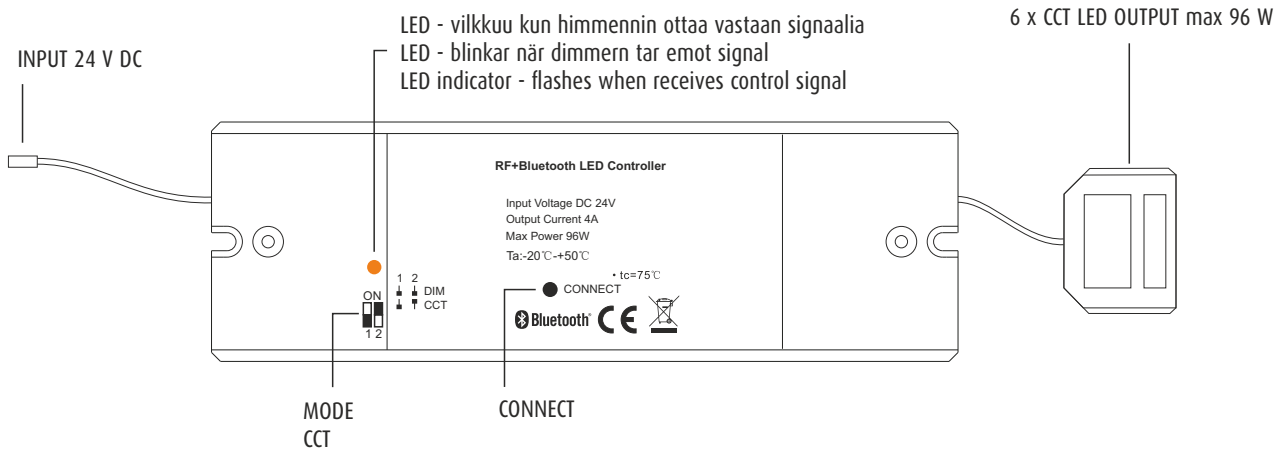 LED - vilkkuu kun himmennin ottaa vastaan signaalia
LED - blinkar när dimmern tar emot signal
LED indicator - flashes when receives control signal
6 x CCT LED OUTPUT max 96 W
INPUT 24 V DC
RF+Bluetooth LED Controller
Input Voltage DC 24V
Output Current 4A
Max Power 96W
Ta:-20℃-+50℃
• tc=75℃
CONNECT
1 2
DIM
CCT
ON
1 2
Bluetooth® CE
MODE
CCT
CONNECT